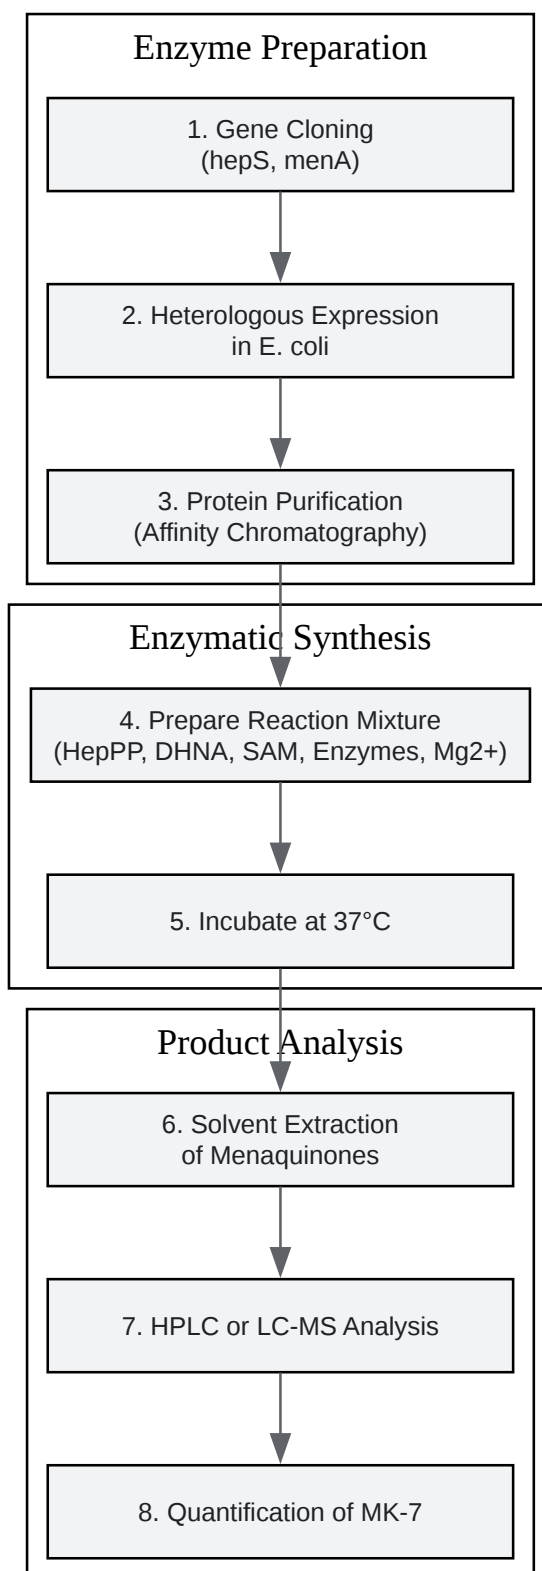 Enzyme Preparation
1. Gene Cloning
(hepS, menA)
2. Heterologous Expression
in E. coli
3. Protein Purification
(Affinity Chromatography)
Enzymatic Synthesis
4. Prepare Reaction Mixture
(HepPP, DHNA, SAM, Enzymes, Mg2+)
5. Incubate at 37°C
Product Analysis
6. Solvent Extraction
of Menaquinones
7. HPLC or LC-MS Analysis
8. Quantification of MK-7